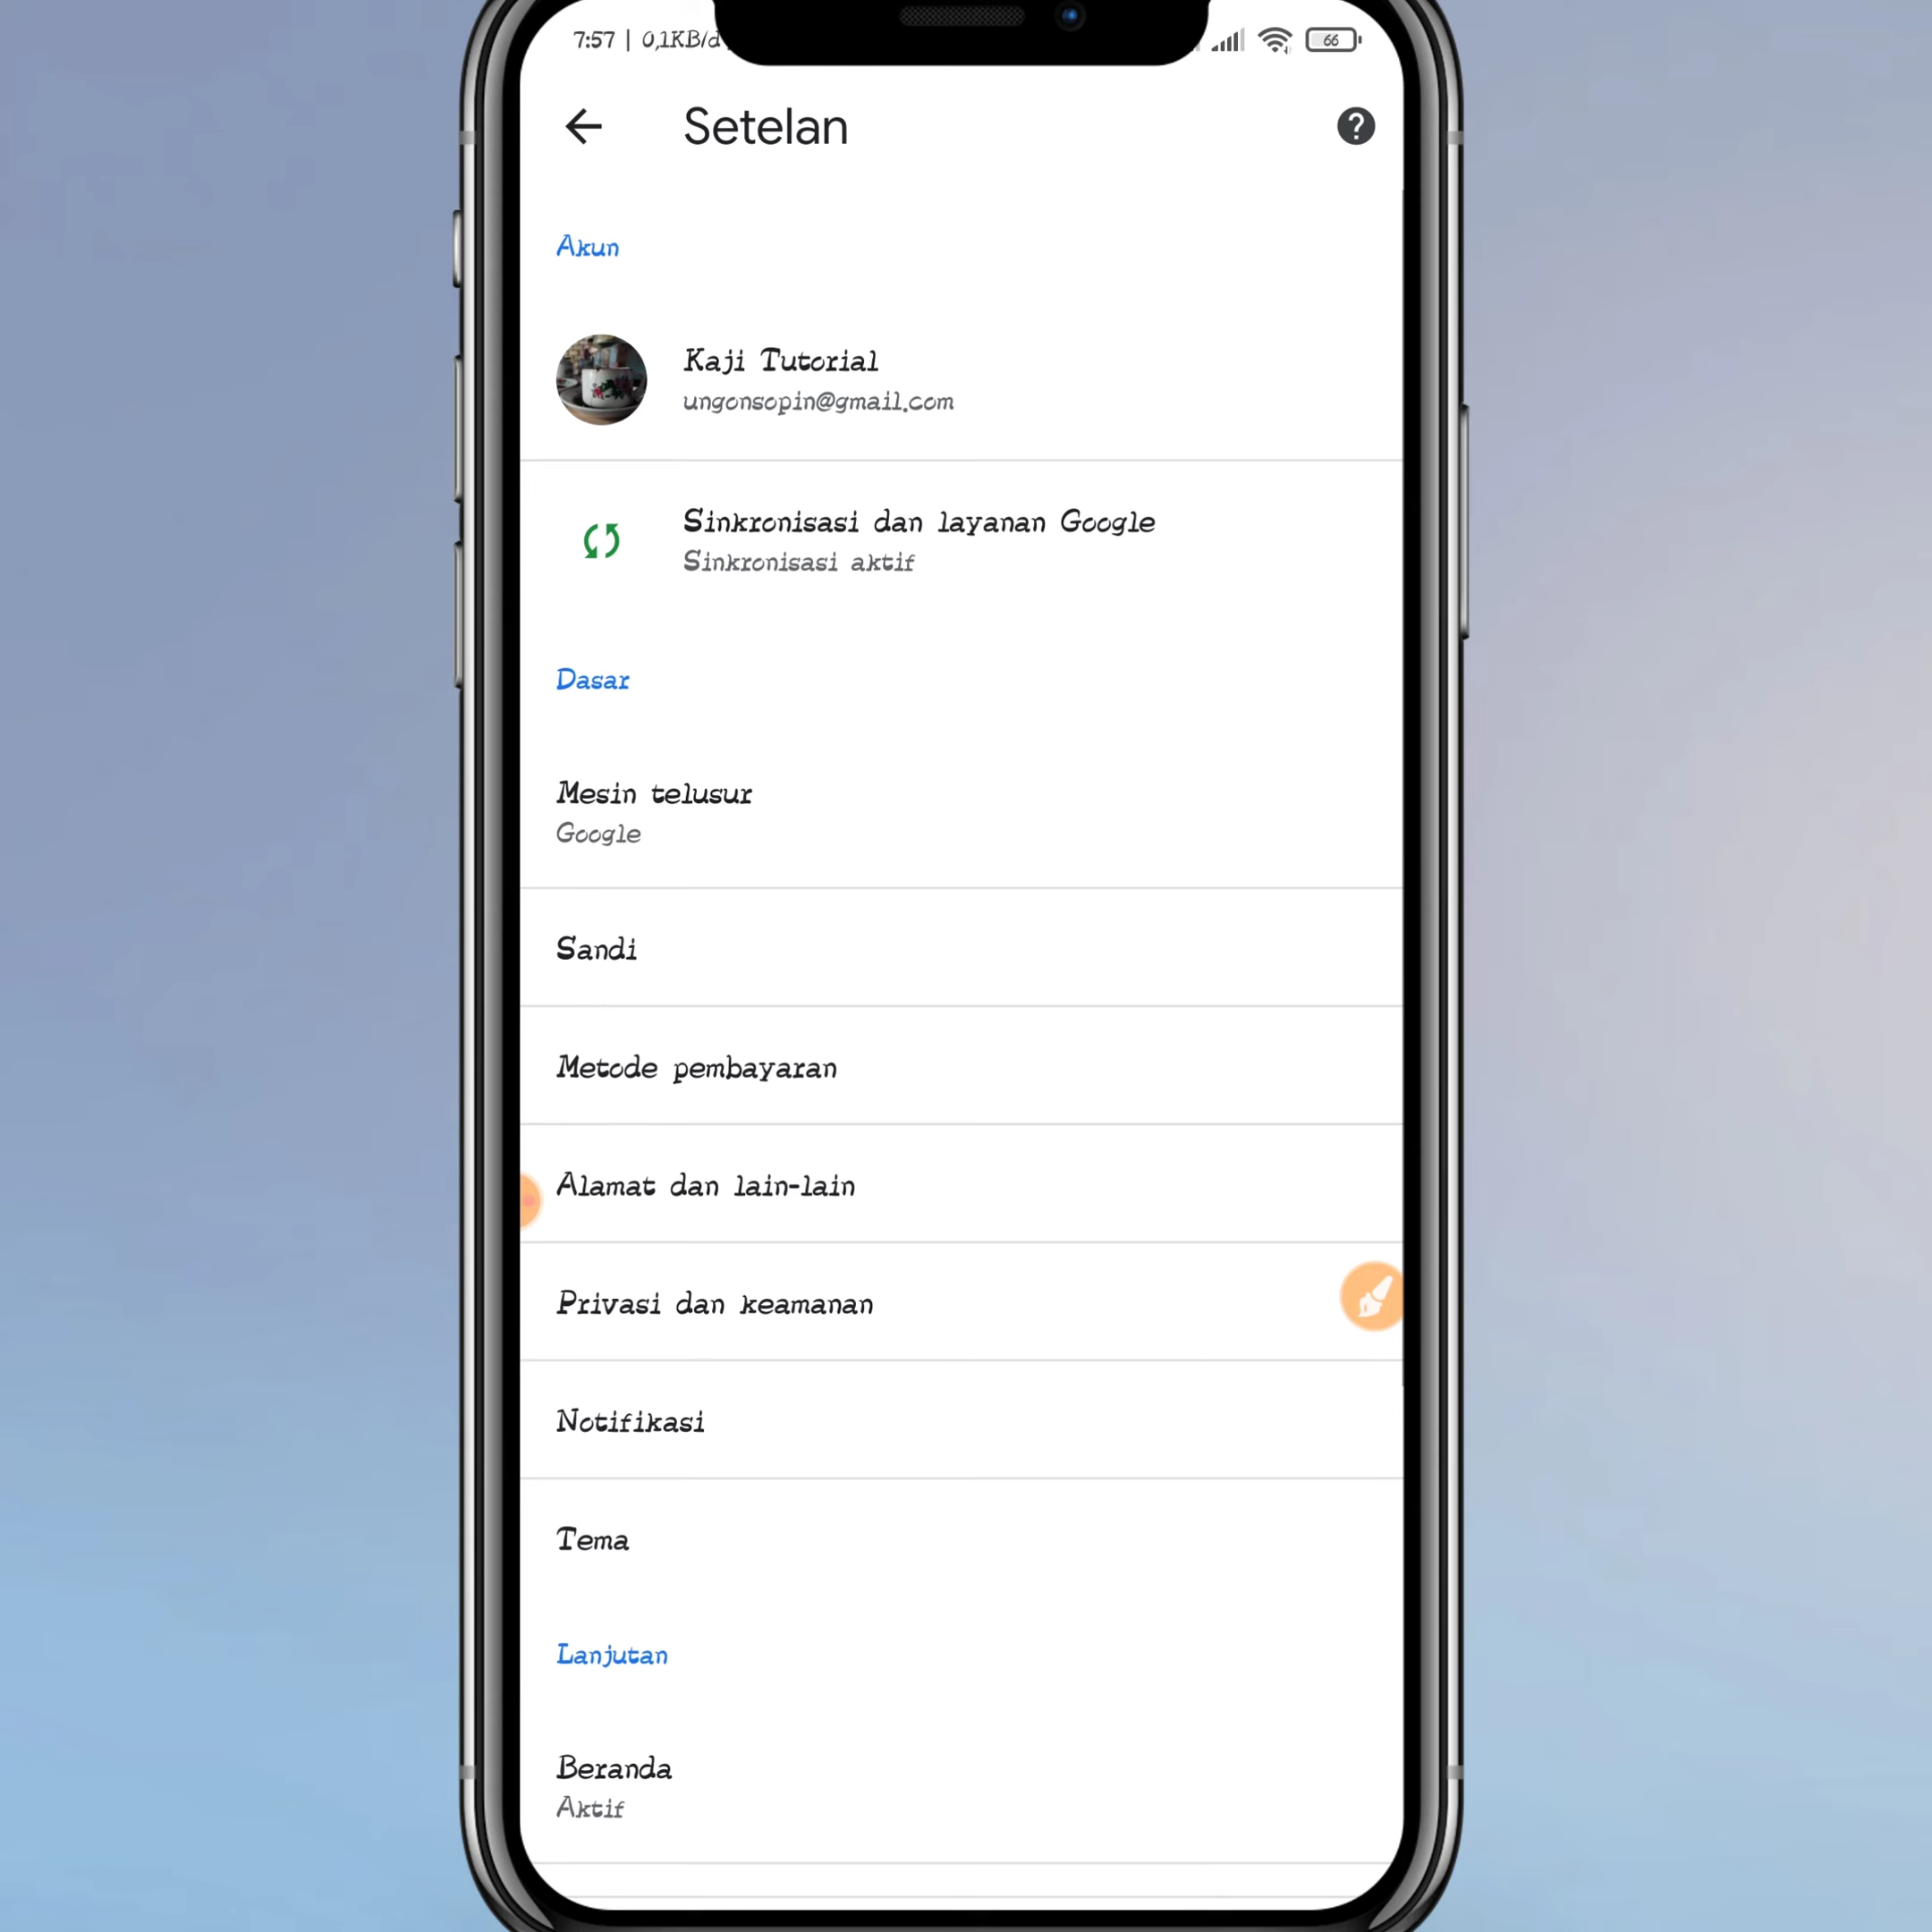 7:57 | 0,1KB/d
66
Setelan
Akun
Kaji Tutorial
ungonsopin@gmail.com
Sinkronisasi dan layanan Google
Sinkronisasi aktif
Dasar
Mesin telusur
Google
Sandi
Metode pembayaran
Alamat dan lain-lain
Privasi dan keamanan
Notifikasi
Tema
Lanjutan
Beranda
Aktif